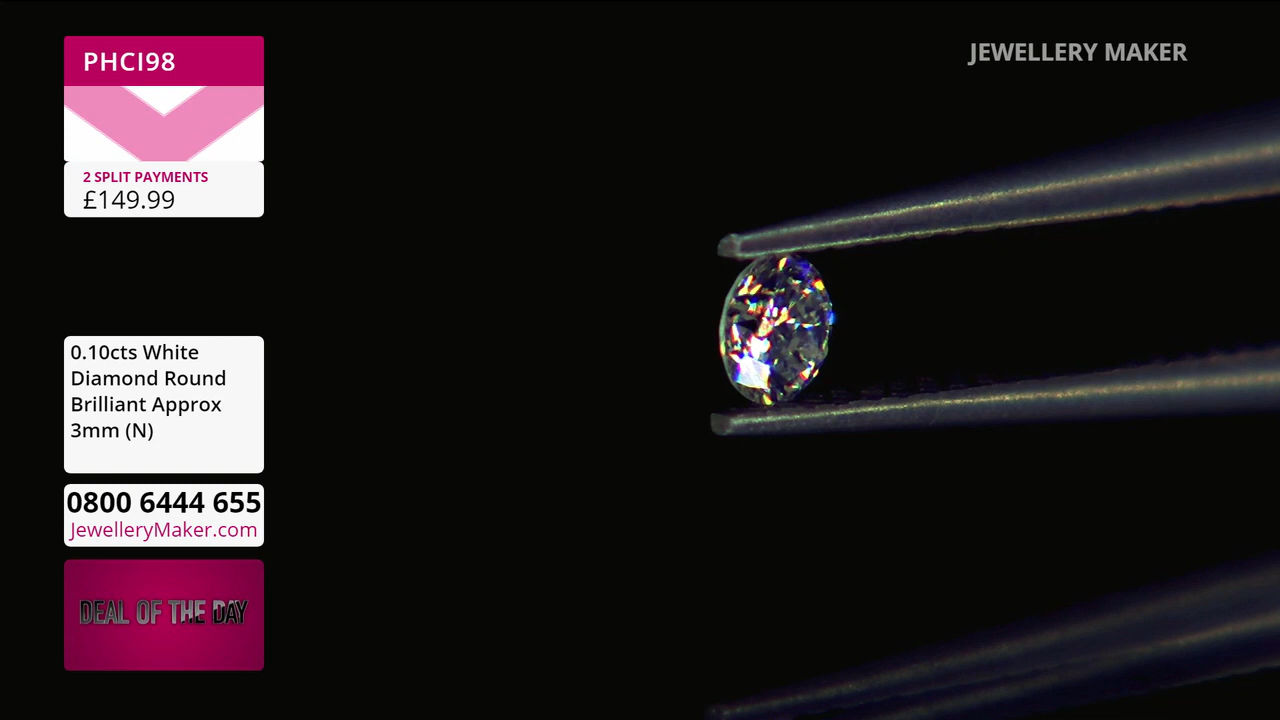 PHCI98
2 SPLIT PAYMENTS
£149.99
0.10cts White
Diamond Round
Brilliant Approx
3mm (N)
0800 6444 655
JewelleryMaker.com
DEAL OF THE DAY
JEWELLERY MAKER